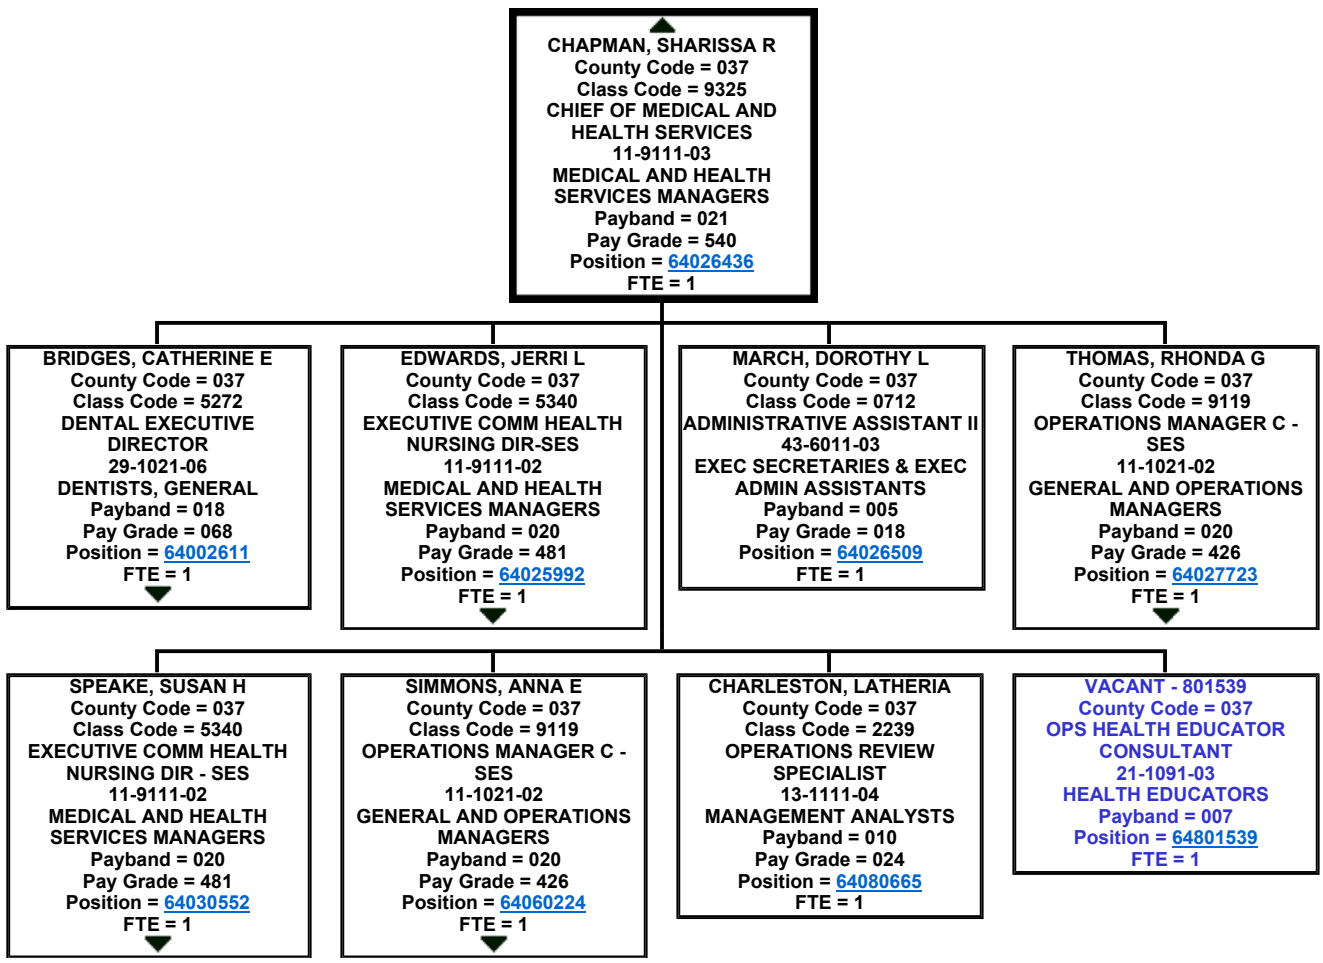 CHAPMAN, SHARISSA R
County Code = 037
Class Code = 9325
CHIEF OF MEDICAL AND
HEALTH SERVICES
11-9111-03
MEDICAL AND HEALTH
SERVICES MANAGERS
Payband = 021
Pay Grade = 540
Position = 64026436
FTE = 1
BRIDGES, CATHERINE E
County Code = 037
Class Code = 5272
DENTAL EXECUTIVE
DIRECTOR
29-1021-06
DENTISTS, GENERAL
Payband = 018
Pay Grade = 068
Position = 64002611
FTE = 1
EDWARDS, JERRI L
County Code = 037
Class Code = 5340
EXECUTIVE COMM HEALTH
NURSING DIR-SES
11-9111-02
MEDICAL AND HEALTH
SERVICES MANAGERS
Payband = 020
Pay Grade = 481
Position = 64025992
FTE = 1
MARCH, DOROTHY L
County Code = 037
Class Code = 0712
ADMINISTRATIVE ASSISTANT II
43-6011-03
EXEC SECRETARIES & EXEC
ADMIN ASSISTANTS
Payband = 005
Pay Grade = 018
Position = 64026509
FTE = 1
THOMAS, RHONDA G
County Code = 037
Class Code = 9119
OPERATIONS MANAGER C -
SES
11-1021-02
GENERAL AND OPERATIONS
MANAGERS
Payband = 020
Pay Grade = 426
Position = 64027723
FTE = 1
SPEAKE, SUSAN H
County Code = 037
Class Code = 5340
EXECUTIVE COMM HEALTH
NURSING DIR - SES
11-9111-02
MEDICAL AND HEALTH
SERVICES MANAGERS
Payband = 020
Pay Grade = 481
Position = 64030552
FTE = 1
SIMMONS, ANNA E
County Code = 037
Class Code = 9119
OPERATIONS MANAGER C -
SES
11-1021-02
GENERAL AND OPERATIONS
MANAGERS
Payband = 020
Pay Grade = 426
Position = 64060224
FTE = 1
CHARLESTON, LATHERIA
County Code = 037
Class Code = 2239
OPERATIONS REVIEW
SPECIALIST
13-1111-04
MANAGEMENT ANALYSTS
Payband = 010
Pay Grade = 024
Position = 64080665
FTE = 1
VACANT - 801539
County Code = 037
OPS HEALTH EDUCATOR
CONSULTANT
21-1091-03
HEALTH EDUCATORS
Payband = 007
Position = 64801539
FTE = 1